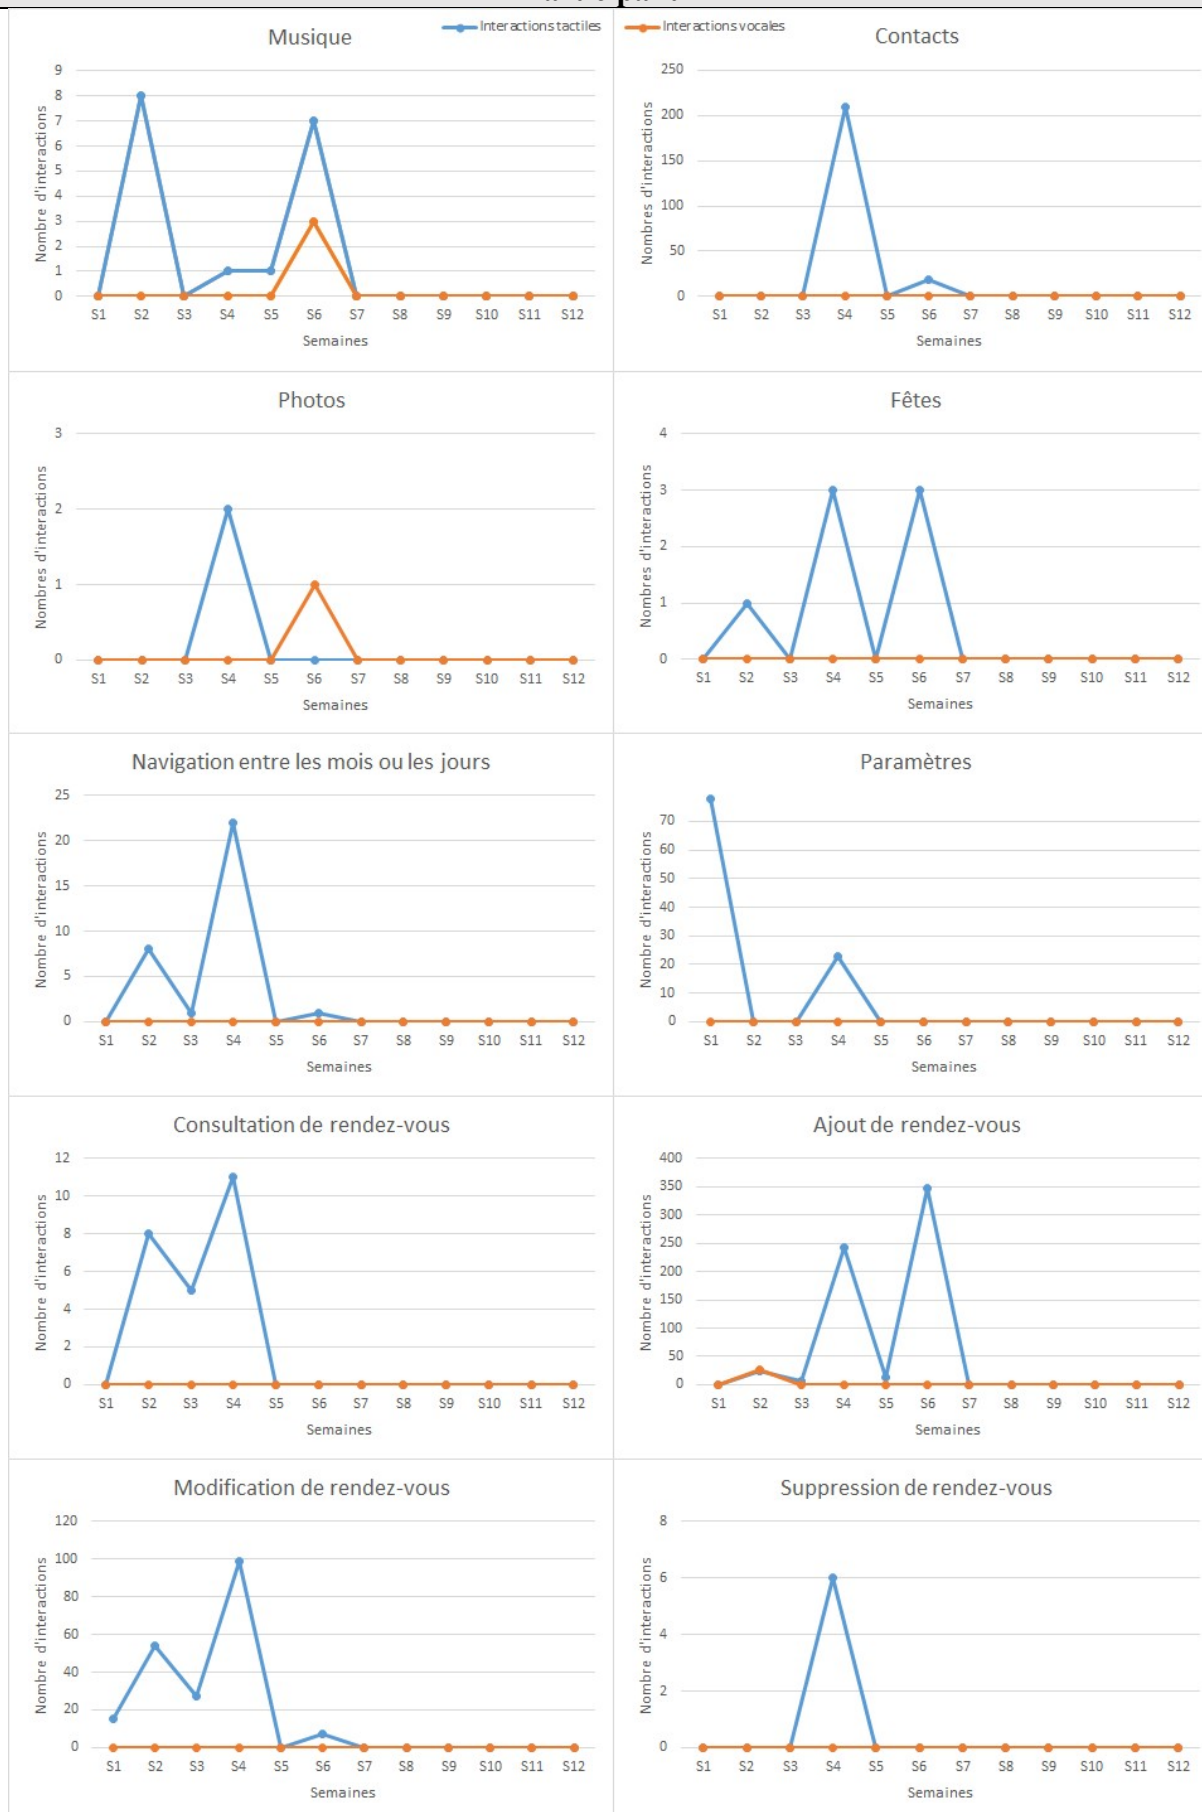 Musique
Interactions tactiles
Interactions vocales
Contacts
Nombre d'interactions
9
8
7
6
5
4
3
2
1
0
S1 S2 S3 S4 S5 S6 S7 S8 S9 S10 S11 S12
Semaines
Nombres d'interactions
250
200
150
100
50
0
S1 S2 S3 S4 S5 S6 S7 S8 S9 S10 S11 S12
Semaines
Photos
Nombres d'interactions
3
2
1
0
S1 S2 S3 S4 S5 S6 S7 S8 S9 S10 S11 S12
Semaines
Fêtes
Nombres d'interactions
4
3
2
1
0
S1 S2 S3 S4 S5 S6 S7 S8 S9 S10 S11 S12
Semaines
Navigation entre les mois ou les jours
Nombre d'interactions
25
20
15
10
5
0
S1 S2 S3 S4 S5 S6 S7 S8 S9 S10 S11 S12
Semaines
Paramètres
Nombre d'interactions
70
60
50
40
30
20
10
0
S1 S2 S3 S4 S5 S6 S7 S8 S9 S10 S11 S12
Semaines
Consultation de rendez-vous
Nombre d'interactions
12
10
8
6
4
2
0
S1 S2 S3 S4 S5 S6 S7 S8 S9 S10 S11 S12
Semaines
Ajout de rendez-vous
Nombre d'interactions
400
350
300
250
200
150
100
50
0
S1 S2 S3 S4 S5 S6 S7 S8 S9 S10 S11 S12
Semaines
Modification de rendez-vous
Nombre d'interactions
120
100
80
60
40
20
0
S1 S2 S3 S4 S5 S6 S7 S8 S9 S10 S11 S12
Semaines
Suppression de rendez-vous
Nombre d'interactions
8
6
4
2
0
S1 S2 S3 S4 S5 S6 S7 S8 S9 S10 S11 S12
Semaines